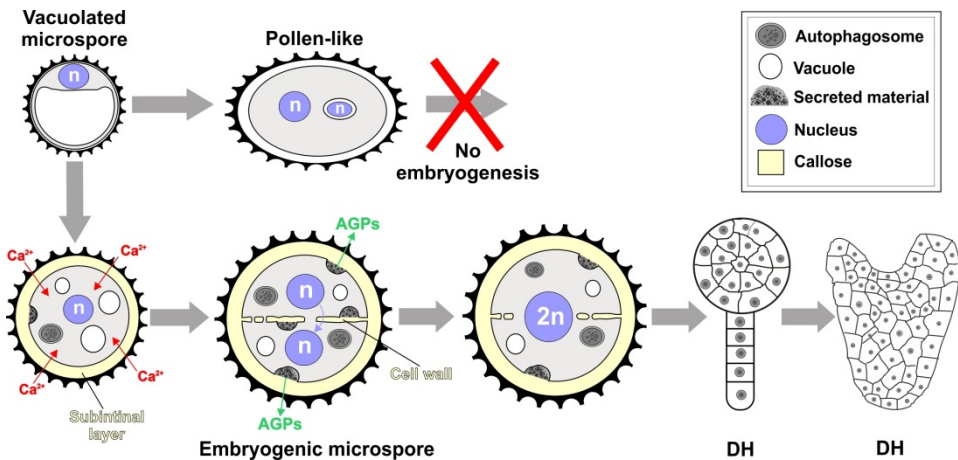 Vacuolated
microspore
n
Pollen-like
n
n
No
embryogenesis
Autophagosome
Vacuole
Secreted material
Nucleus
Callose
Ca²⁺
Ca²⁺
n
Ca²⁺
Ca²⁺
Subintinal
layer
AGPs
n
n
AGPs
Cell wall
Embryogenic microspore
2n
DH
DH